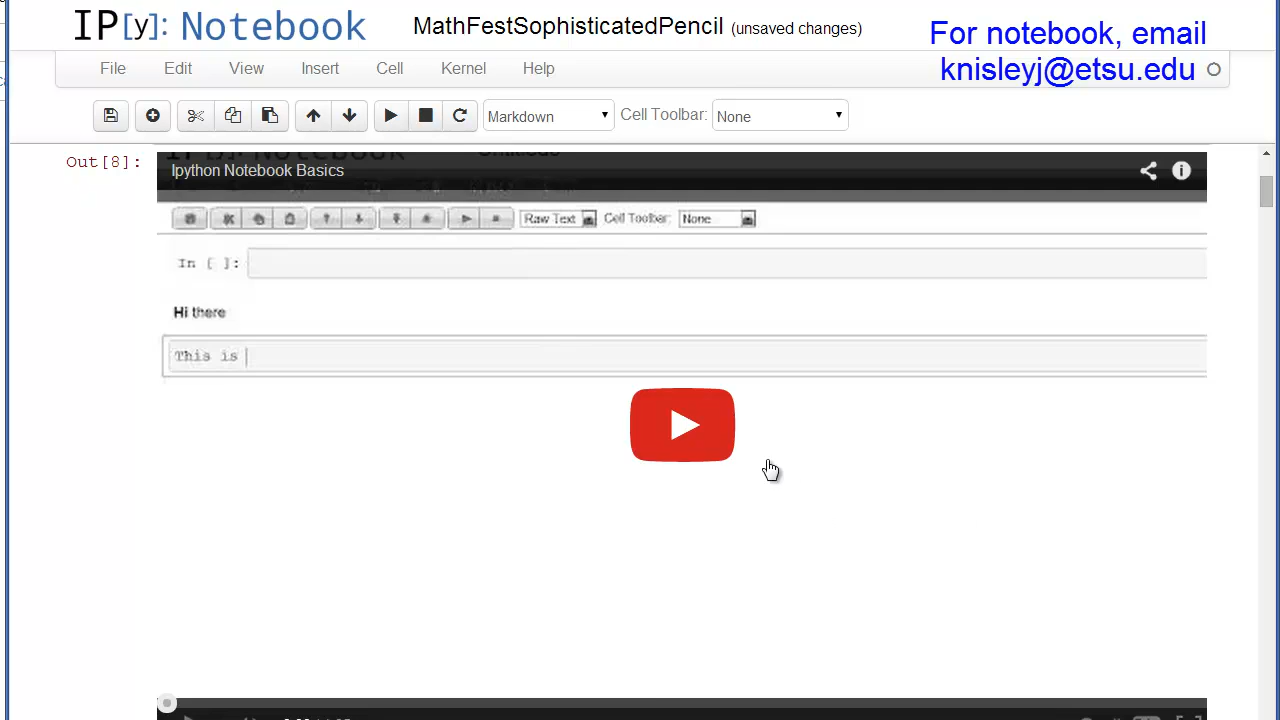 IP[y]: Notebook MathFestSophisticatedPencil (unsaved changes)
For notebook, email
knisleyj@etsu.edu
File Edit View Insert Cell Kernel Help
Markdown Cell Toolbar: None
Out[8]:
Ipython Notebook Basics
Raw Text Cell Toolbar: None
In [ ]:
Hi there
This is